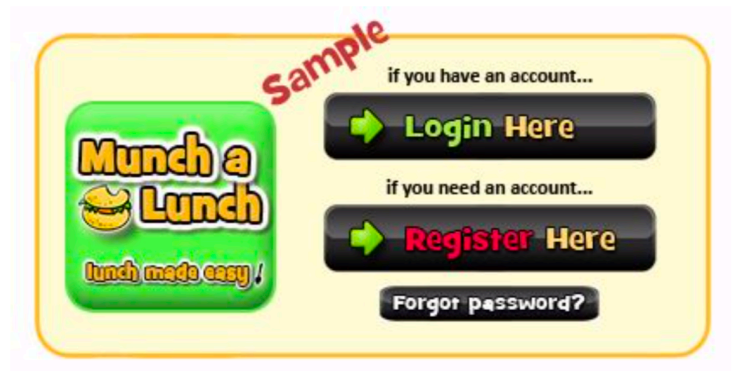 Sample
Munch a
Lunch
lunch made easy!
if you have an account...
Login Here
if you need an account...
Register Here
Forgot password?